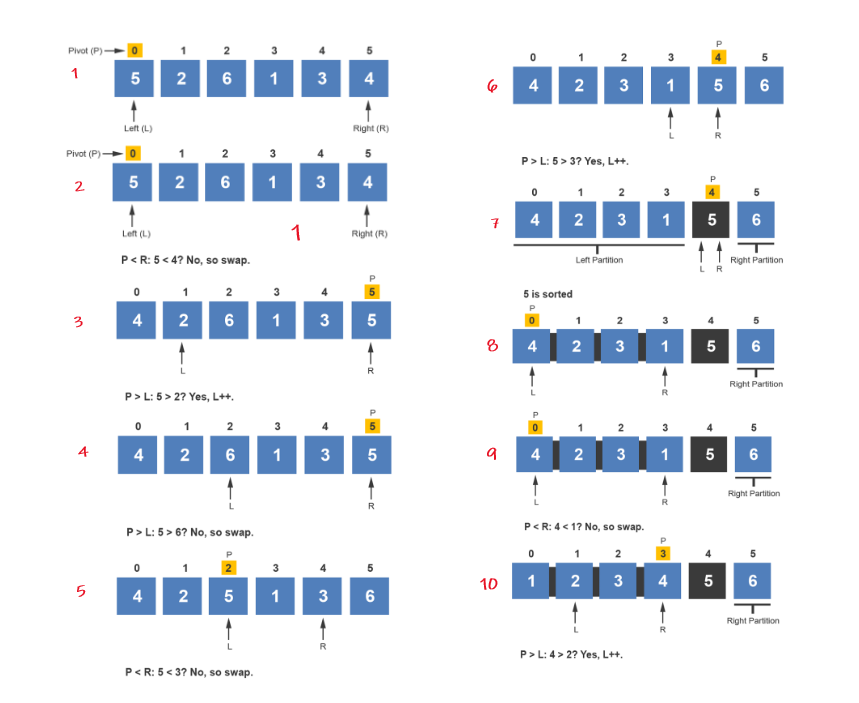 Pivot (P) 0 1 2 3 4 5
1 5 2 6 1 3 4
Left (L) Right (R)
Pivot (P) 0 1 2 3 4 5
2 5 2 6 1 3 4
Left (L) 1 Right (R)
P < R: 5 < 4? No, so swap.
P
0 1 2 3 4 5
3 4 2 6 1 3 5
L R
P > L: 5 > 2? Yes, L++.
P
0 1 2 3 4 5
4 4 2 6 1 3 5
L R
P > L: 5 > 6? No, so swap.
P
0 1 2 3 4 5
5 4 2 5 1 3 6
L R
P < R: 5 < 3? No, so swap.
P
0 1 2 3 4 5
6 4 2 3 1 5 6
L R
P > L: 5 > 3? Yes, L++.
P
0 1 2 3 4 5
7 4 2 3 1 5 6
Left Partition L R Right Partition
5 is sorted
P
0 1 2 3 4 5
8 4 2 3 1 5 6
L R Right Partition
P
0 1 2 3 4 5
9 4 2 3 1 5 6
L R Right Partition
P < R: 4 < 1? No, so swap.
P
0 1 2 3 4 5
10 1 2 3 4 5 6
L R Right Partition
P > L: 4 > 2? Yes, L++.